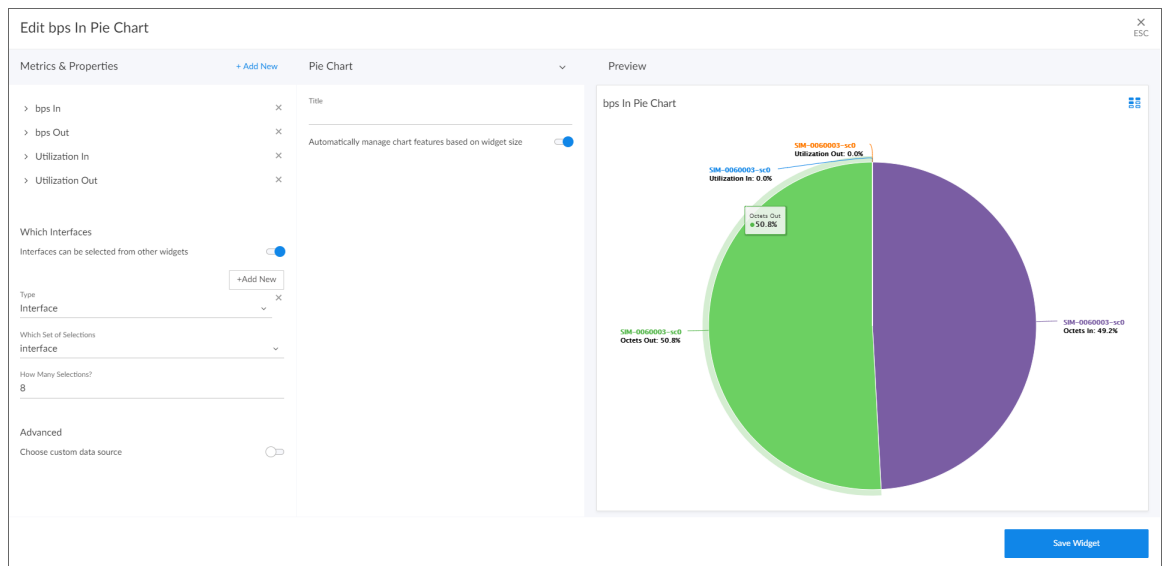 Edit bps In Pie Chart
ESC
Metrics & Properties
+ Add New
Pie Chart
Preview
bps In
bps Out
Utilization In
Utilization Out
Which Interfaces
Interfaces can be selected from other widgets
+Add New
Type
Interface
Which Set of Selections
interface
How Many Selections?
8
Advanced
Choose custom data source
Title
Automatically manage chart features based on widget size
bps In Pie Chart
SIM-0060003-sc0
Utilization Out: 0.0%
SIM-0060003-sc0
Utilization In: 0.0%
Octets Out
50.8%
SIM-0060003-sc0
Octets Out: 50.8%
SIM-0060003-sc0
Octets In: 49.2%
Save Widget